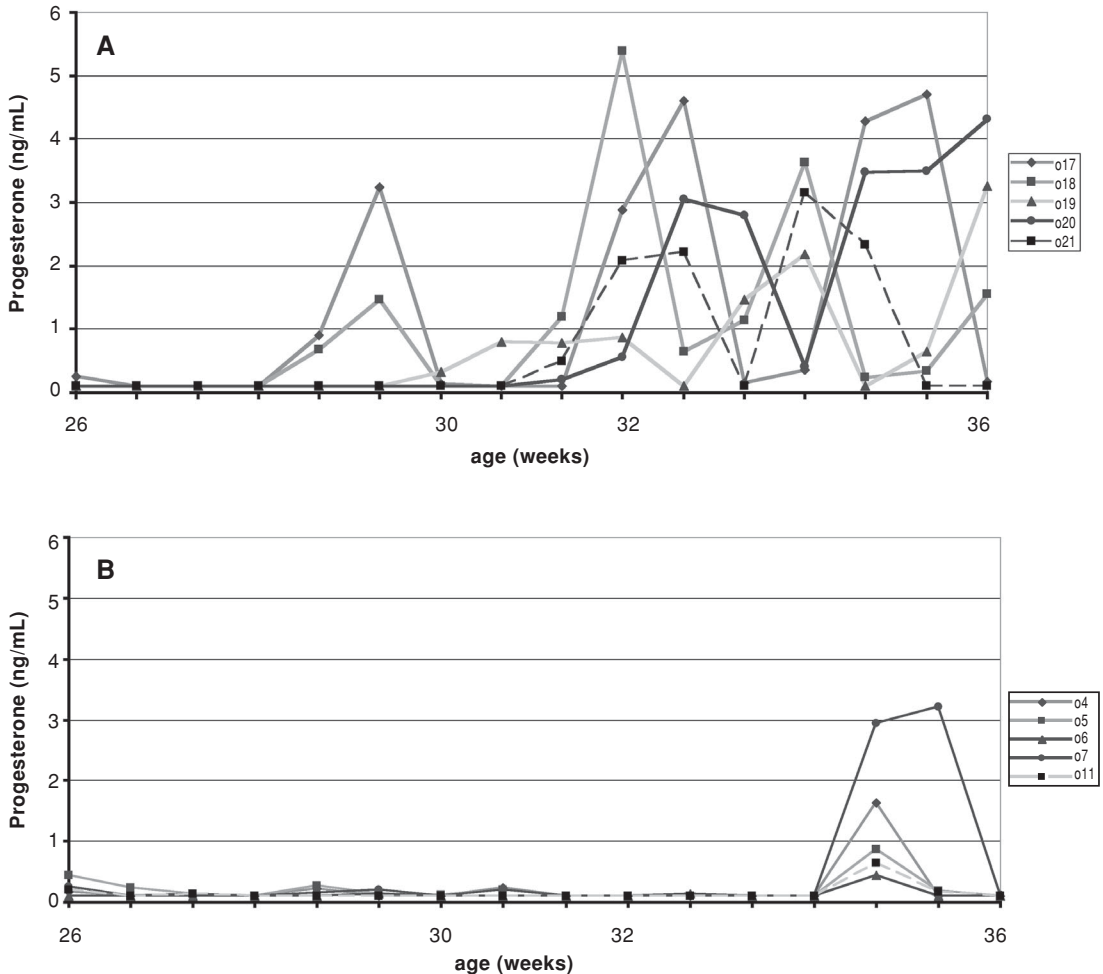 A
Progesterone (ng/mL)
6
5
4
3
2
1
0
26
30
32
36
age (weeks)
o17
o18
o19
o20
o21
B
Progesterone (ng/mL)
6
5
4
3
2
1
0
26
30
32
36
age (weeks)
o4
o5
o6
o7
o11